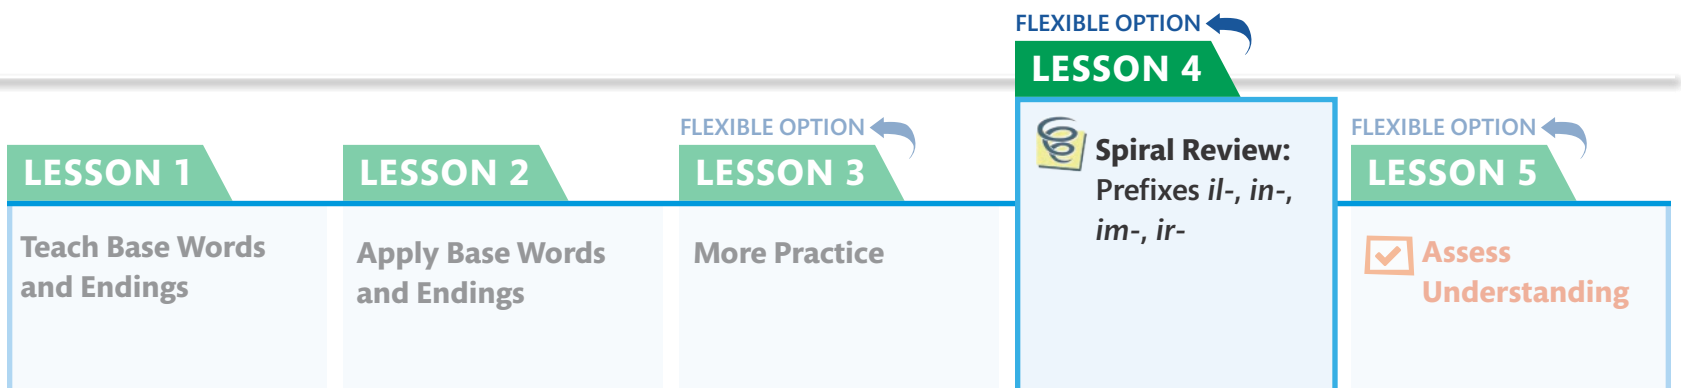 LESSON 1
Teach Base Words
and Endings
LESSON 2
Apply Base Words
and Endings
FLEXIBLE OPTION
LESSON 3
More Practice
FLEXIBLE OPTION
LESSON 4
Spiral Review:
Prefixes il-, in-,
im-, ir-
FLEXIBLE OPTION
LESSON 5
Assess
Understanding